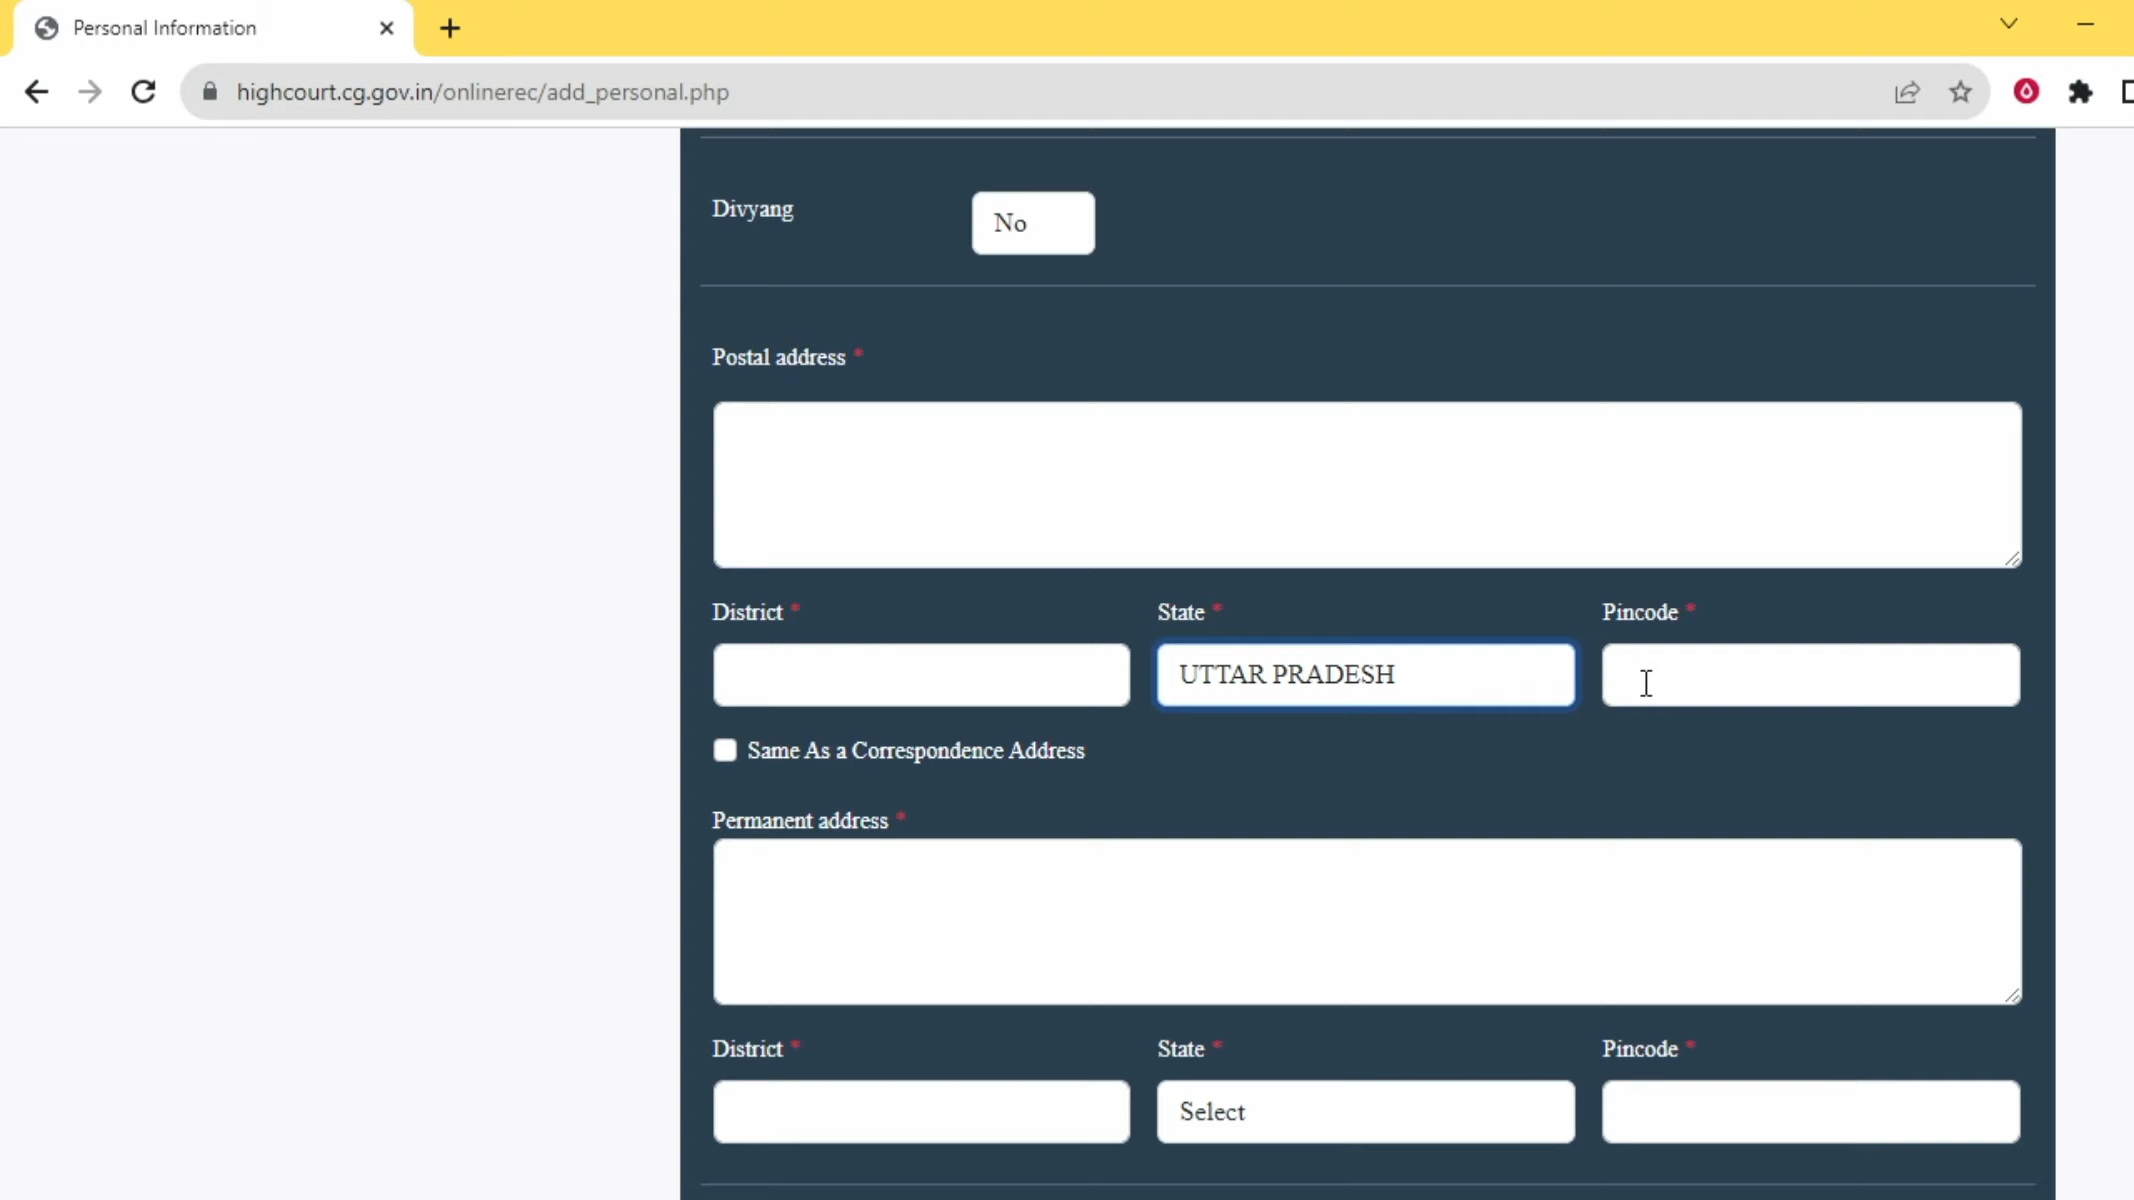 Personal Information
highcourt.cg.gov.in/onlinerec/add_personal.php
Divyang No
Postal address *
District * State * Pincode *
UTTAR PRADESH
Same As a Correspondence Address
Permanent address *
District * State * Pincode *
Select